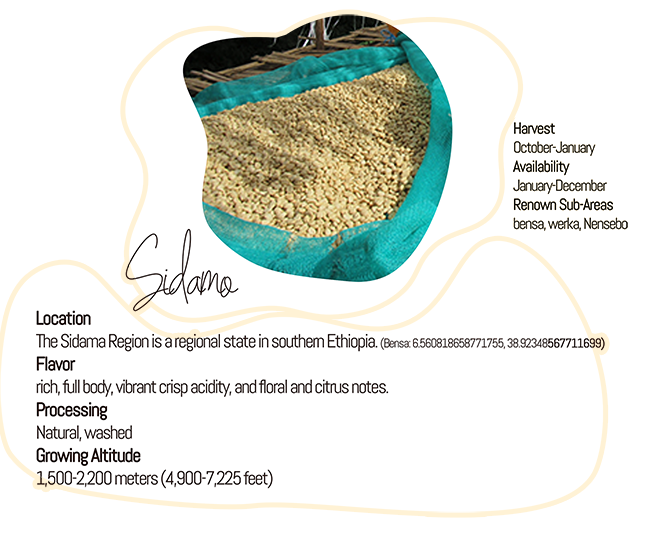 Harvest
October-January
Availability
January-December
Renown Sub-Areas
bensa, werka, Nensebo
Sidamo
Location
The Sidama Region is a regional state in southern Ethiopia. (Bensa: 6.560818658771755, 38.92348567711699)
Flavor
rich, full body, vibrant crisp acidity, and floral and citrus notes.
Processing
Natural, washed
Growing Altitude
1,500-2,200 meters (4,900-7,225 feet)